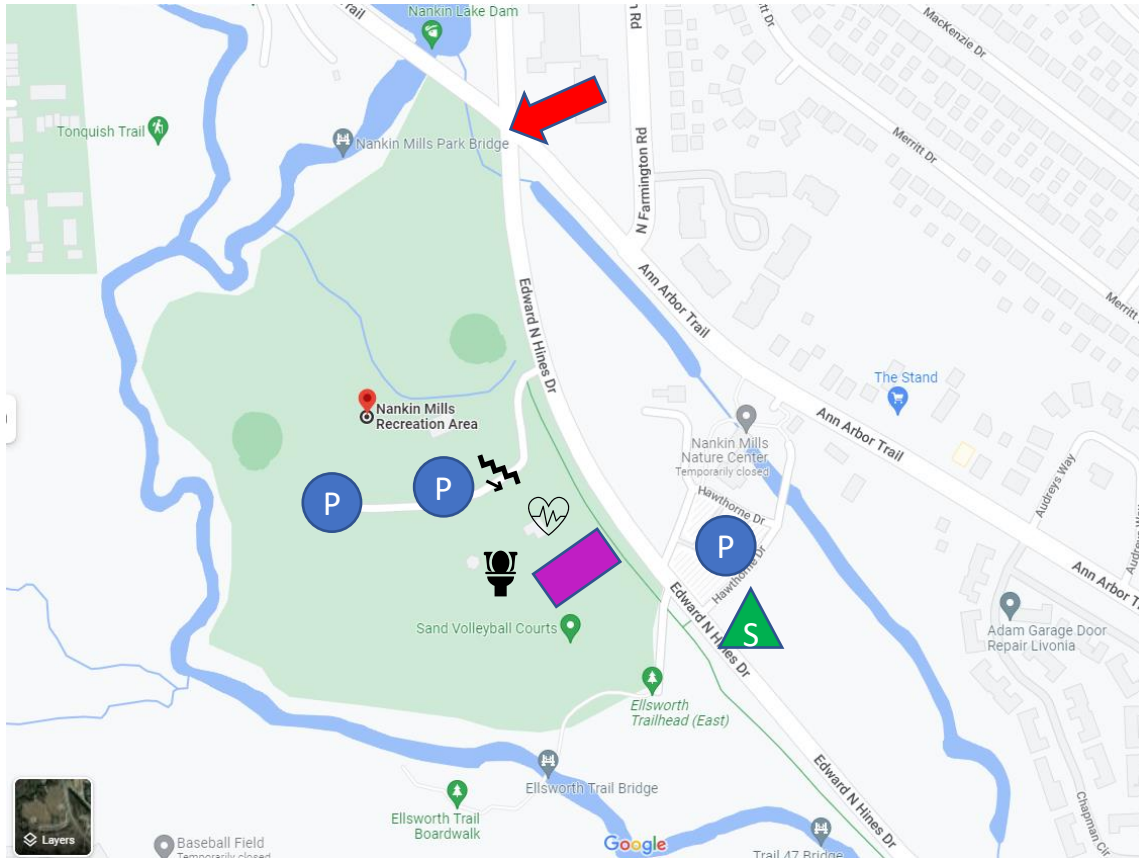 Trail
Nankin Lake Dam
n Rd
MacKenzie Dr
Tonquish Trail
Nankin Mills Park Bridge
Merritt Dr
N Farmington Rd
Edward N Hines Dr
Ann Arbor Trail
Merritt
The Stand
Nankin Mills
Recreation Area
Nankin Mills
Nature Center
Temporarily closed
Ann Arbor Trail
Audreys Way
P
P
Hawthorne Dr
P
Hawthorne Dr
Ann Arbor T
Edward N Hines Dr
S
Sand Volleyball Courts
Adam Garage Door
Repair Livonia
Ellsworth
Trailhead (East)
Edward N Hines Dr
Ellsworth Trail Bridge
Ellsworth Trail
Boardwalk
Chapman Cir
Layers
Baseball Field
Temporarily closed
Google
Trail 47 Bridge